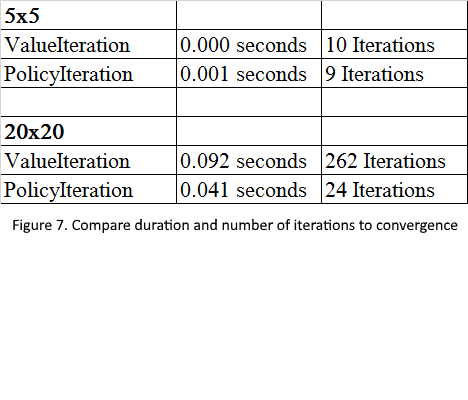 5x5
ValueIteration 0.000 seconds 10 Iterations
PolicyIteration 0.001 seconds 9 Iterations
20x20
ValueIteration 0.092 seconds 262 Iterations
PolicyIteration 0.041 seconds 24 Iterations
Figure 7. Compare duration and number of iterations to convergence